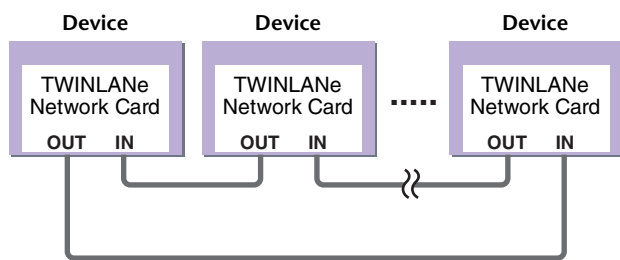 Device Device Device
TWINLANe TWINLANe TWINLANe
Network Card Network Card ..... Network Card
OUT IN OUT IN OUT IN